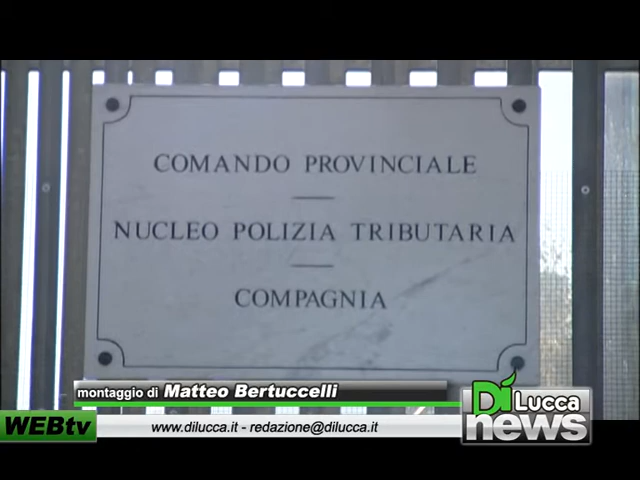 COMANDO PROVINCIALE
NUCLEO POLIZIA TRIBUTARIA
COMPAGNIA
montaggio di Matteo Bertuccelli
WEBtv
www.dilucca.it - redazione@dilucca.it
Dì Lucca
news